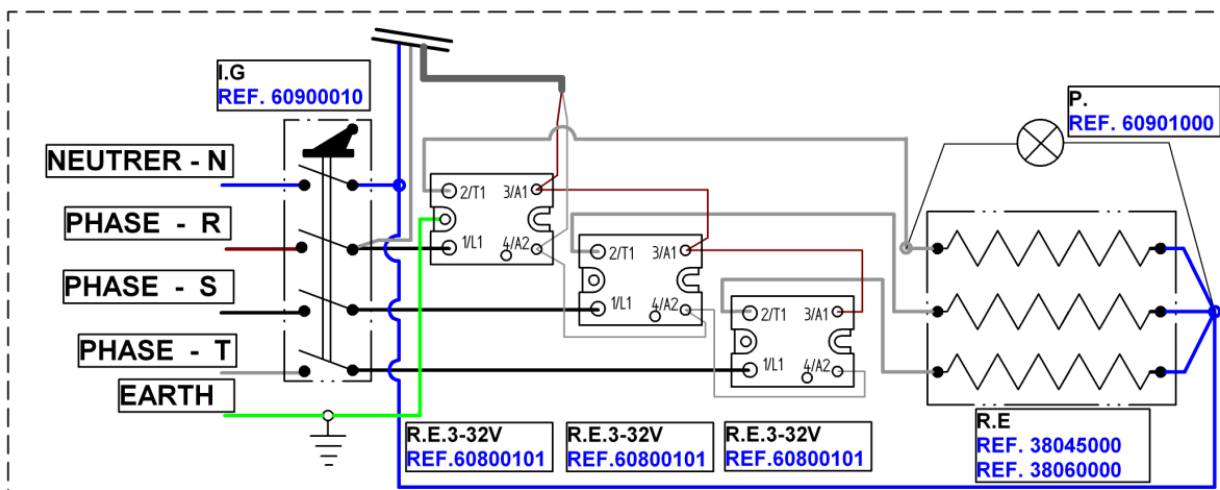 I.G
REF. 60900010
P.
REF. 60901000
NEUTRER - N
PHASE - R
PHASE - S
PHASE - T
EARTH
2/T1 3/A1
1/L1 4/A2
2/T1 3/A1
1/L1 4/A2
2/T1 3/A1
1/L1 4/A2
R.E.3-32V
REF.60800101
R.E.3-32V
REF.60800101
R.E.3-32V
REF.60800101
R.E
REF. 38045000
REF. 38060000